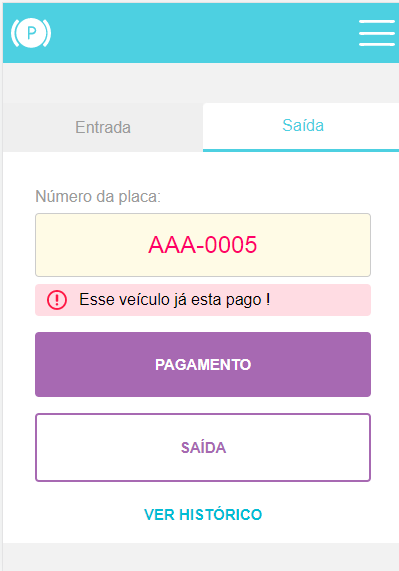 P
Entrada
Saída
Número da placa:
AAA-0005
Esse veículo já esta pago !
PAGAMENTO
SAÍDA
VER HISTÓRICO